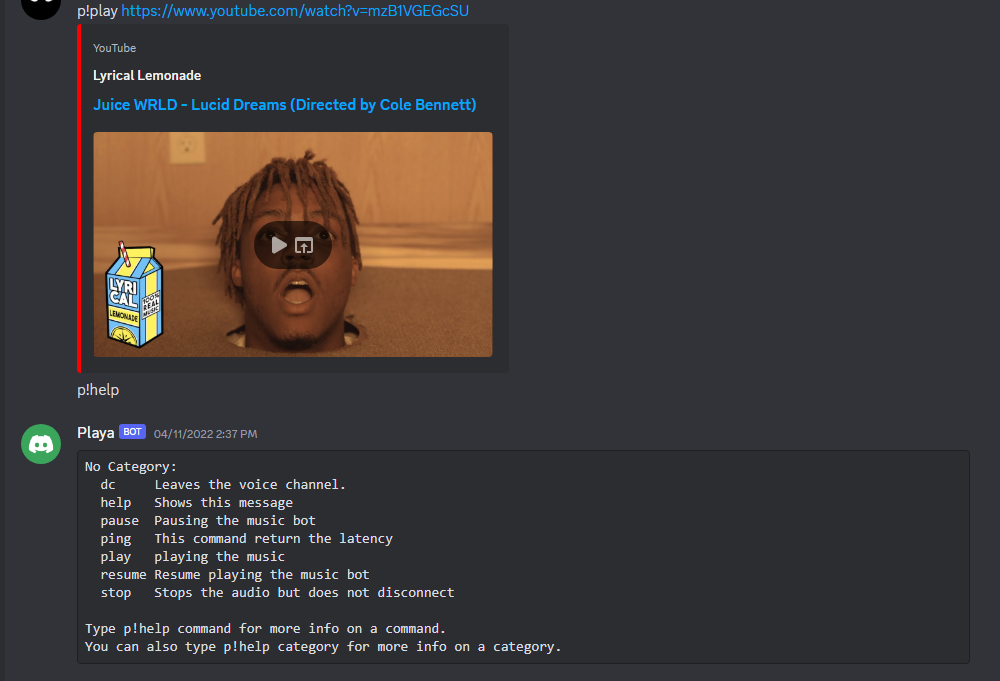 p!play https://www.youtube.com/watch?v=mzB1VGEGcSU
YouTube
Lyrical Lemonade
Juice WRLD - Lucid Dreams (Directed by Cole Bennett)
LYRI
CAL
LEMONADE
100%
REAL
MUSIC
p!help
Playa BOT 04/11/2022 2:37 PM
No Category:
dc Leaves the voice channel.
help Shows this message
pause Pausing the music bot
ping This command return the latency
play playing the music
resume Resume playing the music bot
stop Stops the audio but does not disconnect
Type p!help command for more info on a command.
You can also type p!help category for more info on a category.